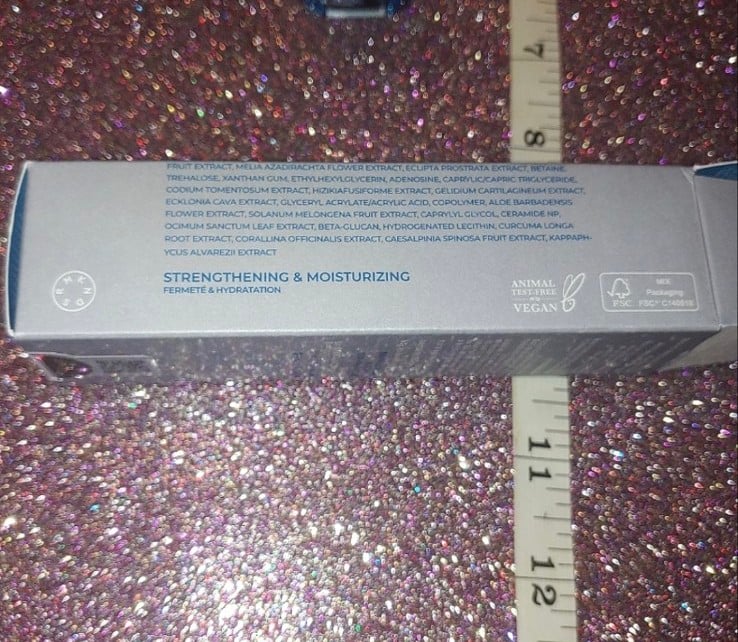 7
8
FRUIT EXTRACT, MELIA AZADIRACHTA FLOWER EXTRACT, ECLIPTA PROSTRATA EXTRACT, BETAINE,
TREHALOSE, XANTHAN GUM, ETHYLHEXYLGLYCERIN, ADENOSINE, CAPRYLIC/CAPRIC TRIGLYCERIDE,
CODIUM TOMENTOSUM EXTRACT, HIZIKIAFUSIFORME EXTRACT, GELIDIUM CARTILAGINEUM EXTRACT,
ECKLONIA CAVA EXTRACT, GLYCERYL ACRYLATE/ACRYLIC ACID, COPOLYMER, ALOE BARBADENSIS
FLOWER EXTRACT, SOLANUM MELONGENA FRUIT EXTRACT, CAPRYLYL GLYCOL, CERAMIDE NP,
OCIMUM SANCTUM LEAF EXTRACT, BETA-GLUCAN, HYDROGENATED LECITHIN, CURCUMA LONGA
ROOT EXTRACT, CORALLINA OFFICINALIS EXTRACT, CAESALPINIA SPINOSA FRUIT EXTRACT, KAPPAPH-
YCUS ALVAREZII EXTRACT
STRENGTHENING & MOISTURIZING
FERMETÉ & HYDRATATION
ANIMAL
TEST-FREE
VEGAN
FSC
MIX
Packaging
FSC®
11
12